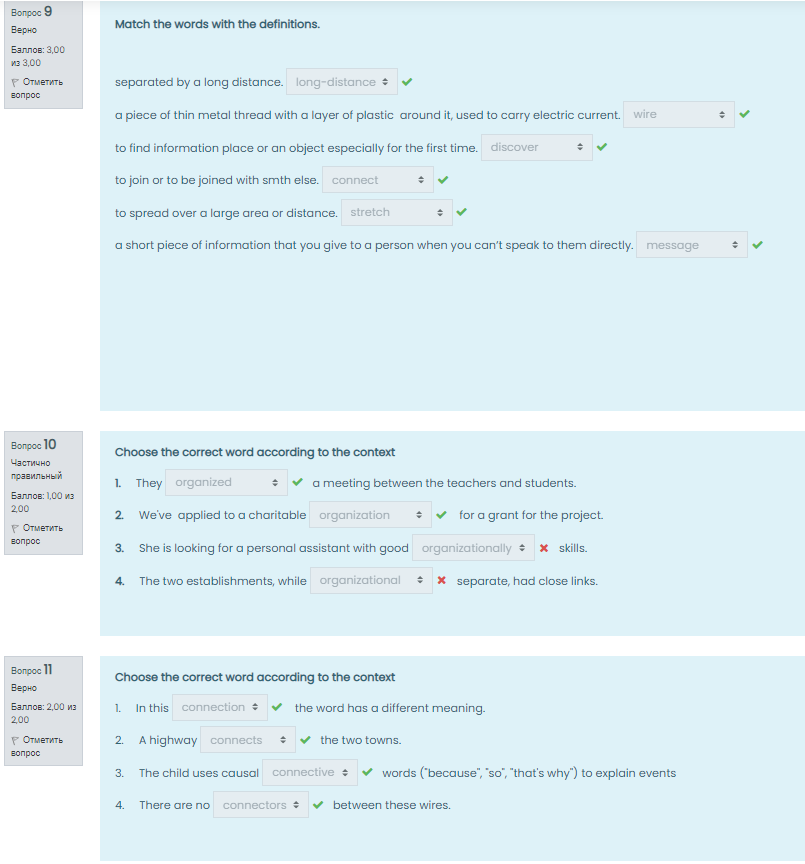 Вопрос 9
Верно
Баллов: 3,00
из 3,00
Отметить
вопрос
Match the words with the definitions.
separated by a long distance. long-distance
a piece of thin metal thread with a layer of plastic around it, used to carry electric current. wire
to find information place or an object especially for the first time. discover
to join or to be joined with smth else. connect
to spread over a large area or distance. stretch
a short piece of information that you give to a person when you can't speak to them directly. message
Вопрос 10
Частично
правильный
Баллов: 1,00 из
2,00
Отметить
вопрос
Choose the correct word according to the context
1. They organized a meeting between the teachers and students.
2. We've applied to a charitable organization for a grant for the project.
3. She is looking for a personal assistant with good organizationally skills.
4. The two establishments, while organizational separate, had close links.
Вопрос 11
Верно
Баллов: 2,00 из
2,00
Отметить
вопрос
Choose the correct word according to the context
1. In this connection the word has a different meaning.
2. A highway connects the two towns.
3. The child uses causal connective words ("because", "so", "that's why") to explain events
4. There are no connectors between these wires.